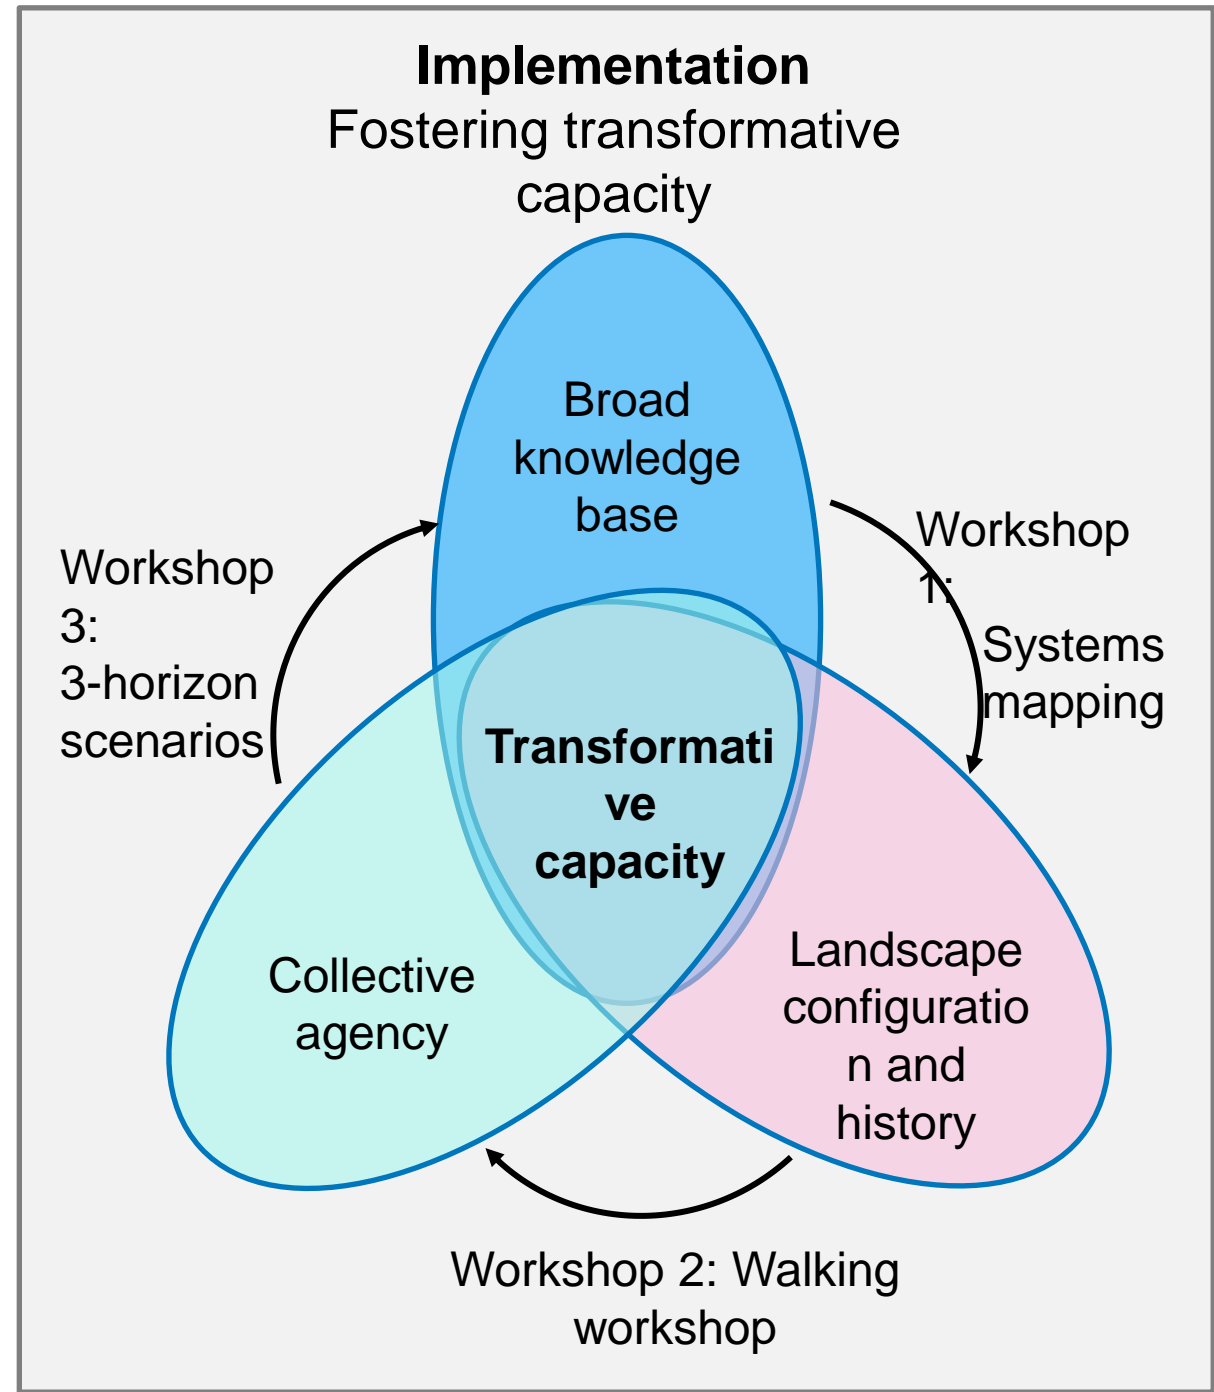 Implementation
Fostering transformative
capacity
Broad
knowledge
base
Workshop
1:
Systems
mapping
Workshop
3:
3-horizon
scenarios
Transformati
ve
capacity
Collective
agency
Landscape
configuratio
n and
history
Workshop 2: Walking
workshop